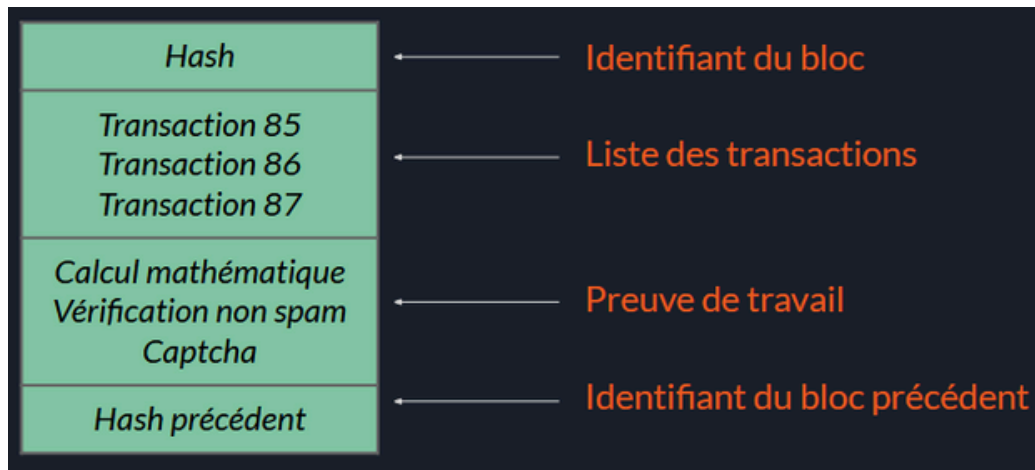 Hash
Identifiant du bloc
Transaction 85
Transaction 86
Transaction 87
Liste des transactions
Calcul mathématique
Vérification non spam
Captcha
Preuve de travail
Hash précédent
Identifiant du bloc précédent